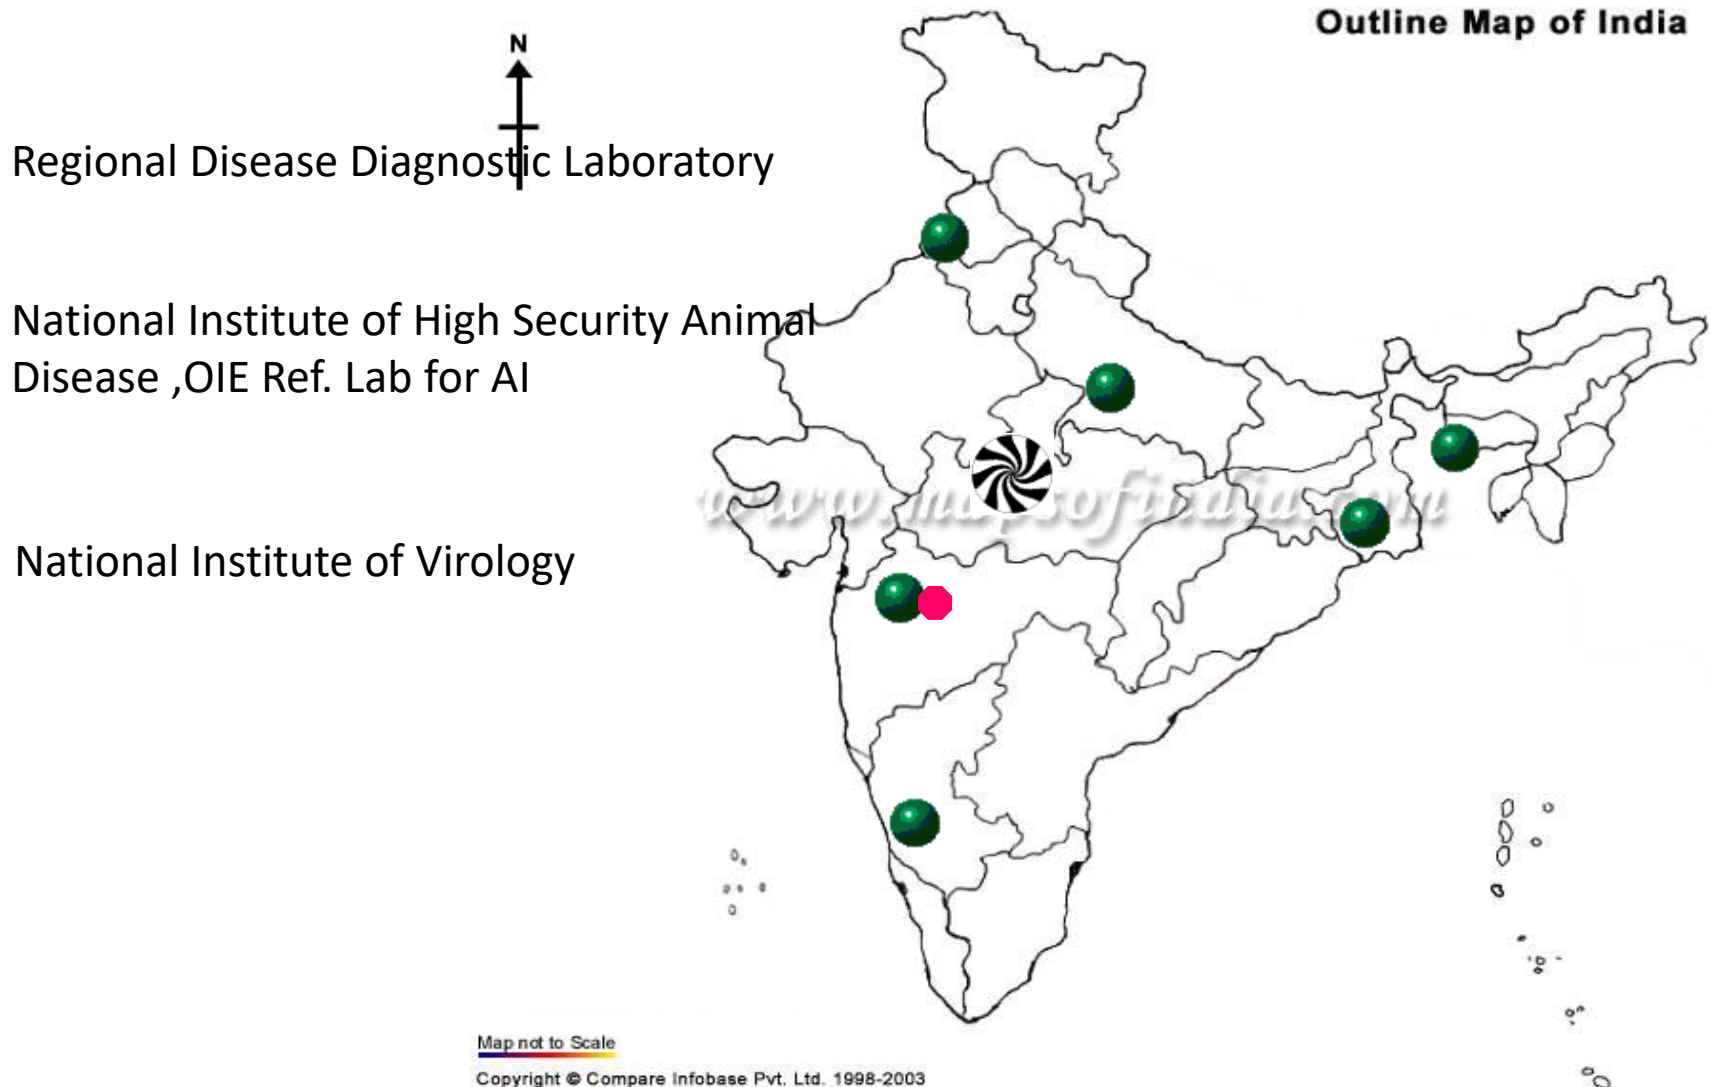 Outline Map of India
N
Regional Disease Diagnostic Laboratory
National Institute of High Security Animal
Disease ,OIE Ref. Lab for AI
www.mapsofindia.com
National Institute of Virology
Map not to Scale
Copyright © Compare Infobase Pvt. Ltd. 1998-2003